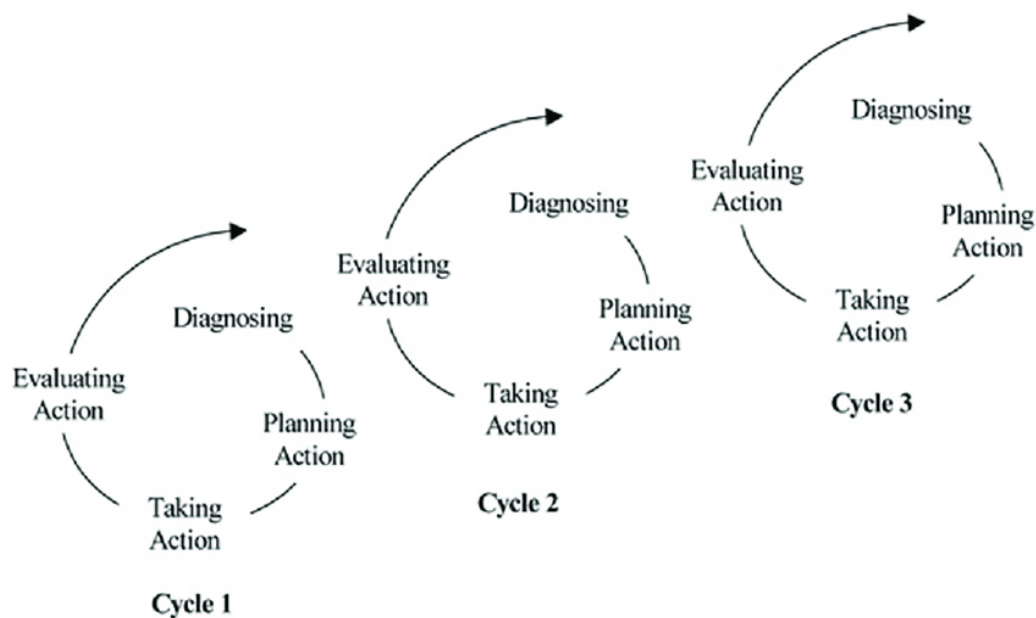 Diagnosing
Planning
Action
Taking
Action
Evaluating
Action
Cycle 1
Diagnosing
Planning
Action
Taking
Action
Evaluating
Action
Cycle 2
Diagnosing
Planning
Action
Taking
Action
Evaluating
Action
Cycle 3